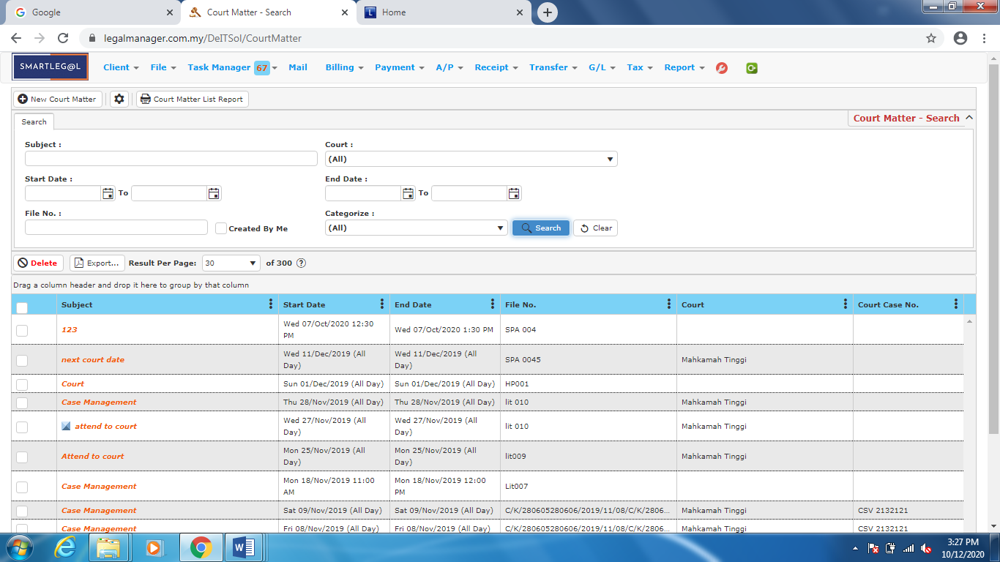 Google
Court Matter - Search
Home
legalmanager.com.my/DeITSol/CourtMatter
SMARTLEG@L Client File Task Manager 67 Mail Billing Payment A/P Receipt Transfer G/L Tax Report
New Court Matter Court Matter List Report
Search Court Matter - Search
Subject : Court :
(All)
Start Date : End Date :
To To
File No. : Categorize :
Created By Me (All) Search Clear
Delete Export... Result Per Page: 30 of 300 ?
Drag a column header and drop it here to group by that column
Subject Start Date End Date File No. Court Court Case No.
123 Wed 07/Oct/2020 12:30 PM Wed 07/Oct/2020 1:30 PM SPA 004
next court date Wed 11/Dec/2019 (All Day) Wed 11/Dec/2019 (All Day) SPA 0045 Mahkamah Tinggi
Court Sun 01/Dec/2019 (All Day) Sun 01/Dec/2019 (All Day) HP001
Case Management Thu 28/Nov/2019 (All Day) Thu 28/Nov/2019 (All Day) lit 010 Mahkamah Tinggi
attend to court Wed 27/Nov/2019 (All Day) Wed 27/Nov/2019 (All Day) lit 010 Mahkamah Tinggi
Attend to court Mon 25/Nov/2019 (All Day) Mon 25/Nov/2019 (All Day) lit009 Mahkamah Tinggi
Case Management Mon 18/Nov/2019 11:00 AM Mon 18/Nov/2019 12:00 PM Lit007
Case Management Sat 09/Nov/2019 (All Day) Sat 09/Nov/2019 (All Day) C/K/280605280606/2019/11/08/C/K/2806... Mahkamah Tinggi CSV 2132121
Case Management Fri 08/Nov/2019 (All Day) Fri 08/Nov/2019 (All Day) C/K/280605280606/2019/11/08/C/K/2806... Mahkamah Tinggi CSV 2132121
3:27 PM
10/12/2020